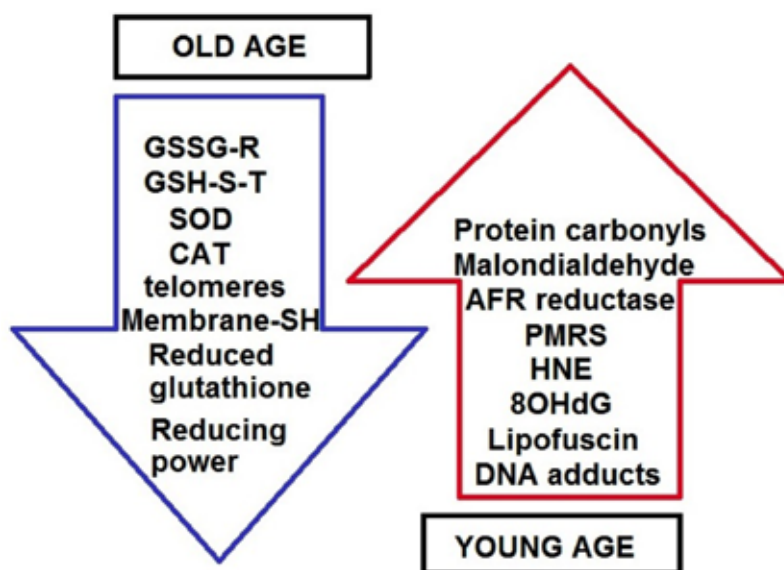 OLD AGE
GSSG-R
GSH-S-T
SOD
CAT
telomeres
Membrane-SH
Reduced
glutathione
Reducing
power
Protein carbonyls
Malondialdehyde
AFR reductase
PMRS
HNE
8OHdG
Lipofuscin
DNA adducts
YOUNG AGE